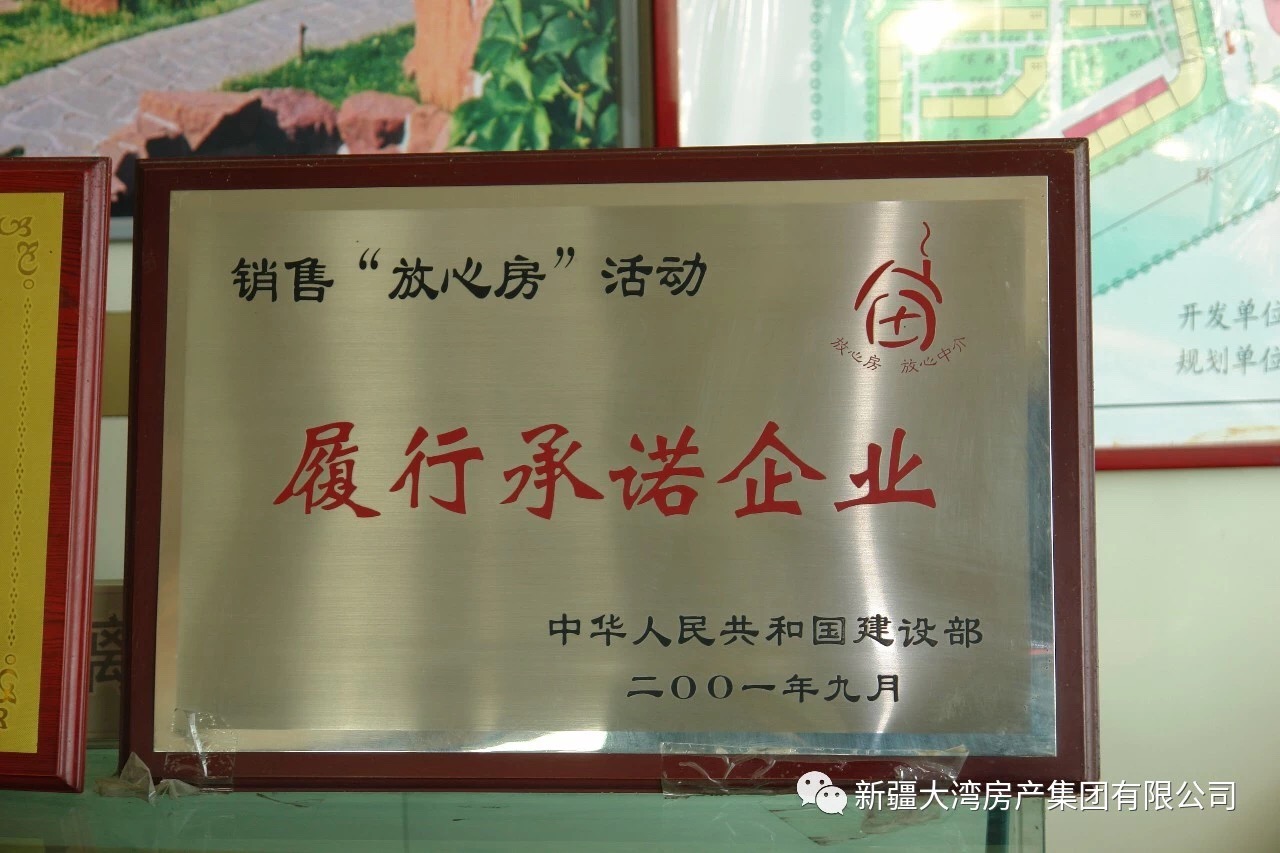 销售“放心房”活动
放心房 放心中介
履行承诺企业
中华人民共和国建设部
二〇〇一年九月
环
开发单位
规划单位
离
新疆大湾房产集团有限公司